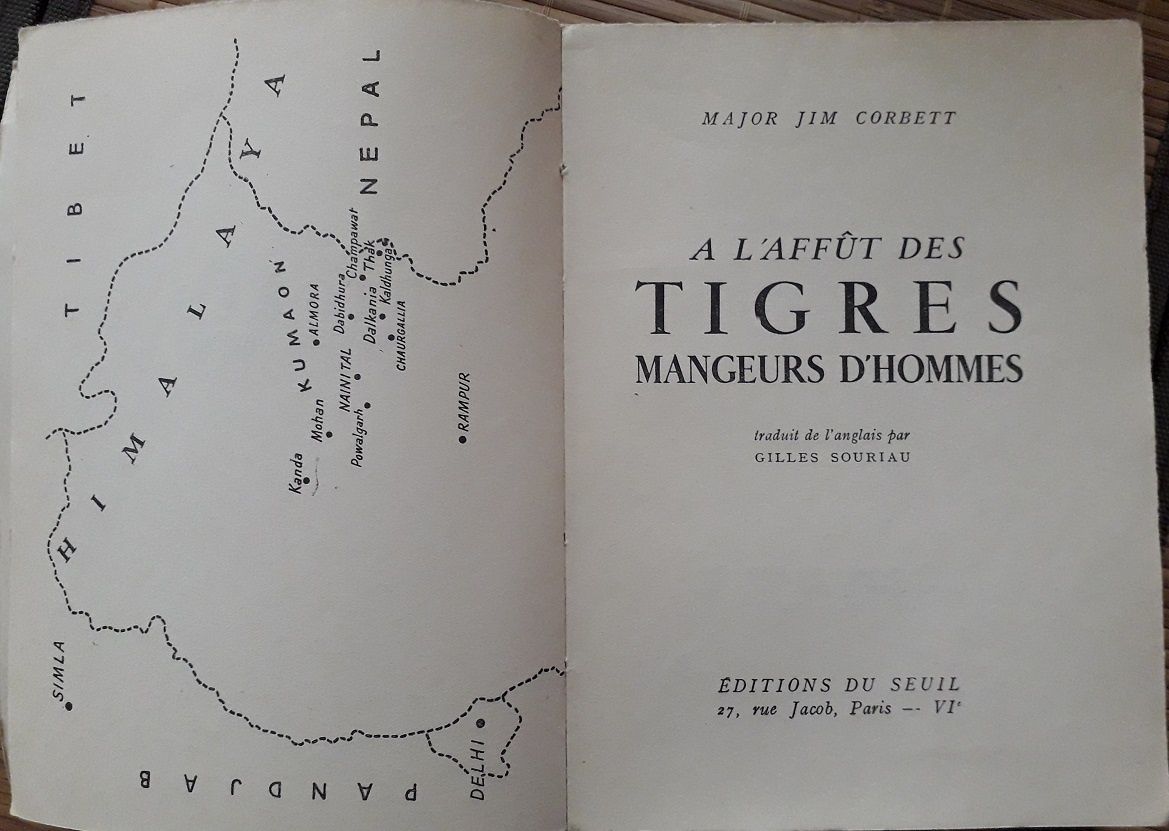 TIBET
HIMALAYA
NEPAL
KUMAON
ALMORA
Dabidhura
Champawat
Thak
Dalkania
Kaldhunga
CHAURGALLIA
NAINITAL
Mohan
Powalgarh
Kanda
RAMPUR
SIMLA
PANDJAB
DELHI
MAJOR JIM CORBETT
A L'AFFÛT DES
TIGRES
MANGEURS D'HOMMES
traduit de l'anglais par
GILLES SOURIAU
ÉDITIONS DU SEUIL
27, rue Jacob, Paris — VIe